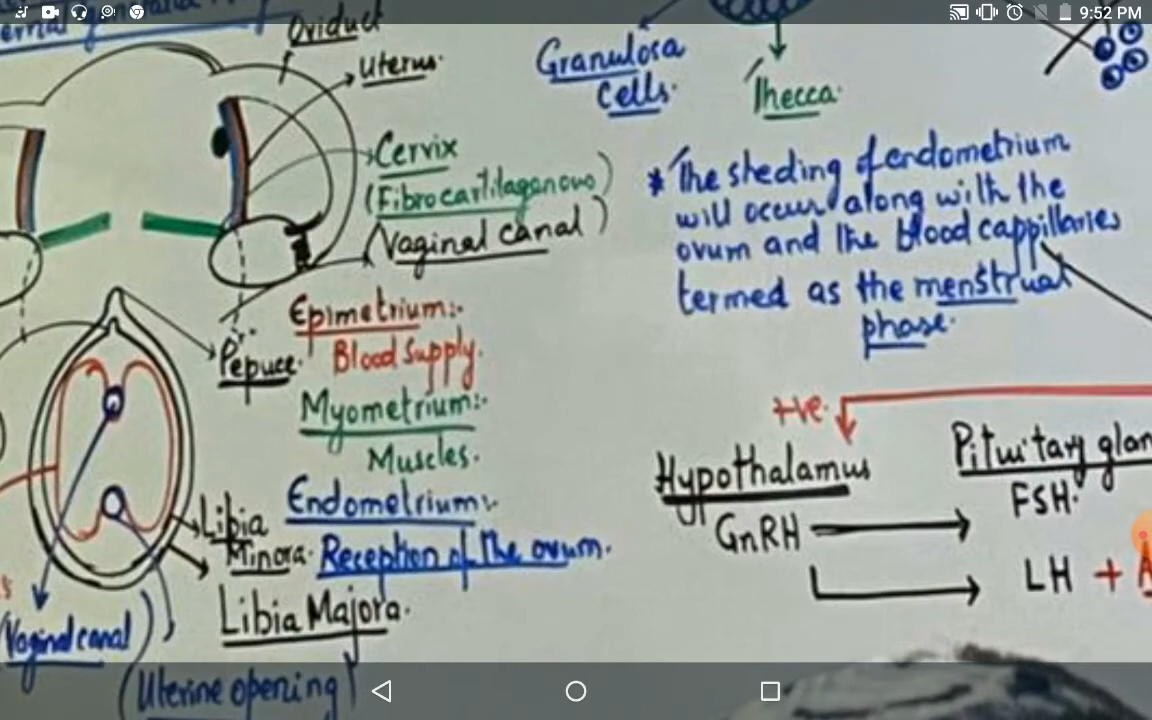 9:52 PM
Oviduct
Uterus.
Cervix
(Fibrocartilaganous)
(Vaginal canal)
Granulosa
Cells.
Thecca.
* The sheding of endometrium
will occur along with the
ovum and the blood cappillaries
termed as the menstrual
phase.
Epimetrium:-
Blood Supply.
Pepuce.
Myometrium:-
Muscles.
Endometrium:-
Reception of the ovum.
Libia
Minora.
Libia Majora.
(Vaginal canal)
(Uterine opening)
+ve.
Hypothalamus
GnRH
Pituitary glan
FSH.
LH + A